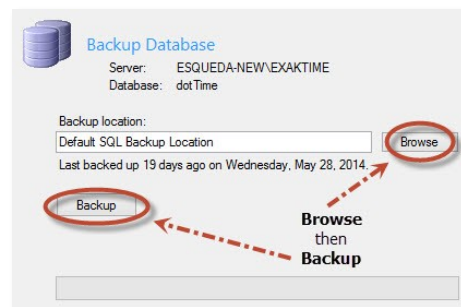 Backup Database
Server: ESQUEDA-NEW\EXAKTIME
Database: dotTime
Backup location:
Default SQL Backup Location
Browse
Last backed up 19 days ago on Wednesday, May 28, 2014.
Backup
Browse
then
Backup